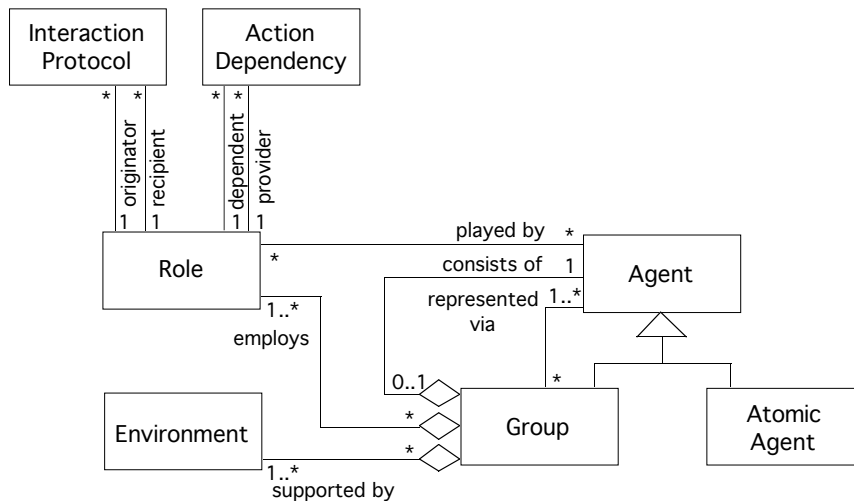 Interaction
Protocol
Action
Dependency
* * * *
originator
recipient
dependent
provider
1 1 1 1
Role
played by *
*
consists of 1
Agent
represented 1..*
via
1..*
employs
0..1
*
*
Group
Atomic
Agent
Environment
*
1..*
supported by